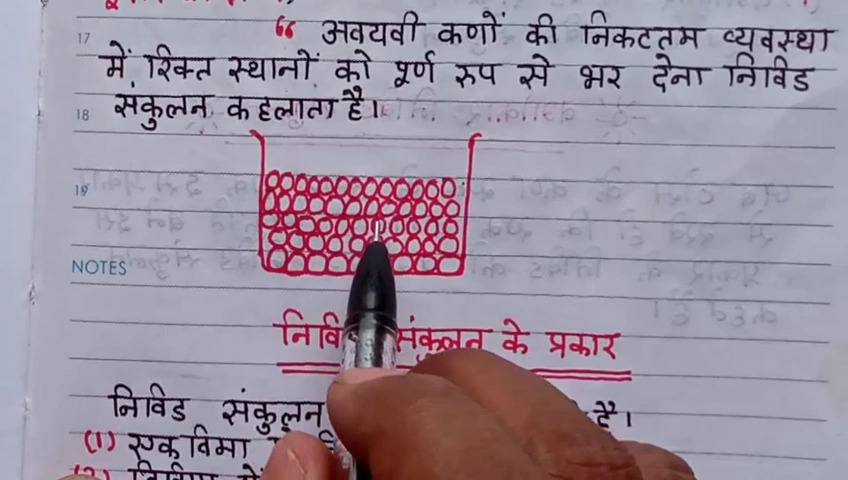 17
“ अवयवी कणों की निकटतम व्यवस्था
में रिक्त स्थानों को पूर्ण रूप से भर देना निविड
18
संकुलन कहलाता है।
19
NOTES
संकुलन के प्रकार
निविड संकुलन है।
(1) एक विमा